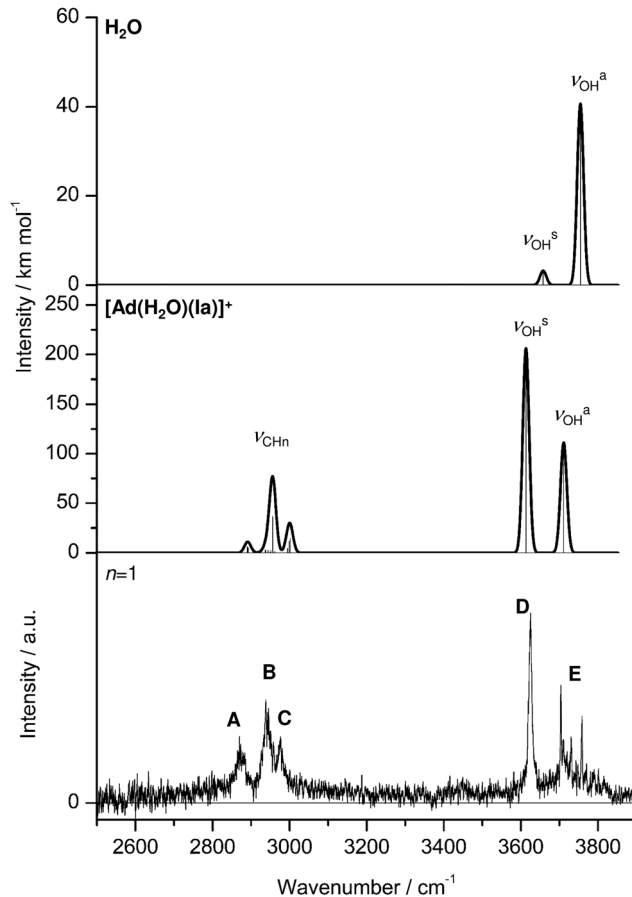 60
H₂O
40
20
0
νOHˢ
νOHᵃ
Intensity / km mol⁻¹
250
[Ad(H₂O)(Ia)]⁺
200
150
100
50
0
νCHn
νOHˢ
νOHᵃ
n=1
Intensity / a.u.
0
A
B
C
D
E
2600 2800 3000 3200 3400 3600 3800
Wavenumber / cm⁻¹